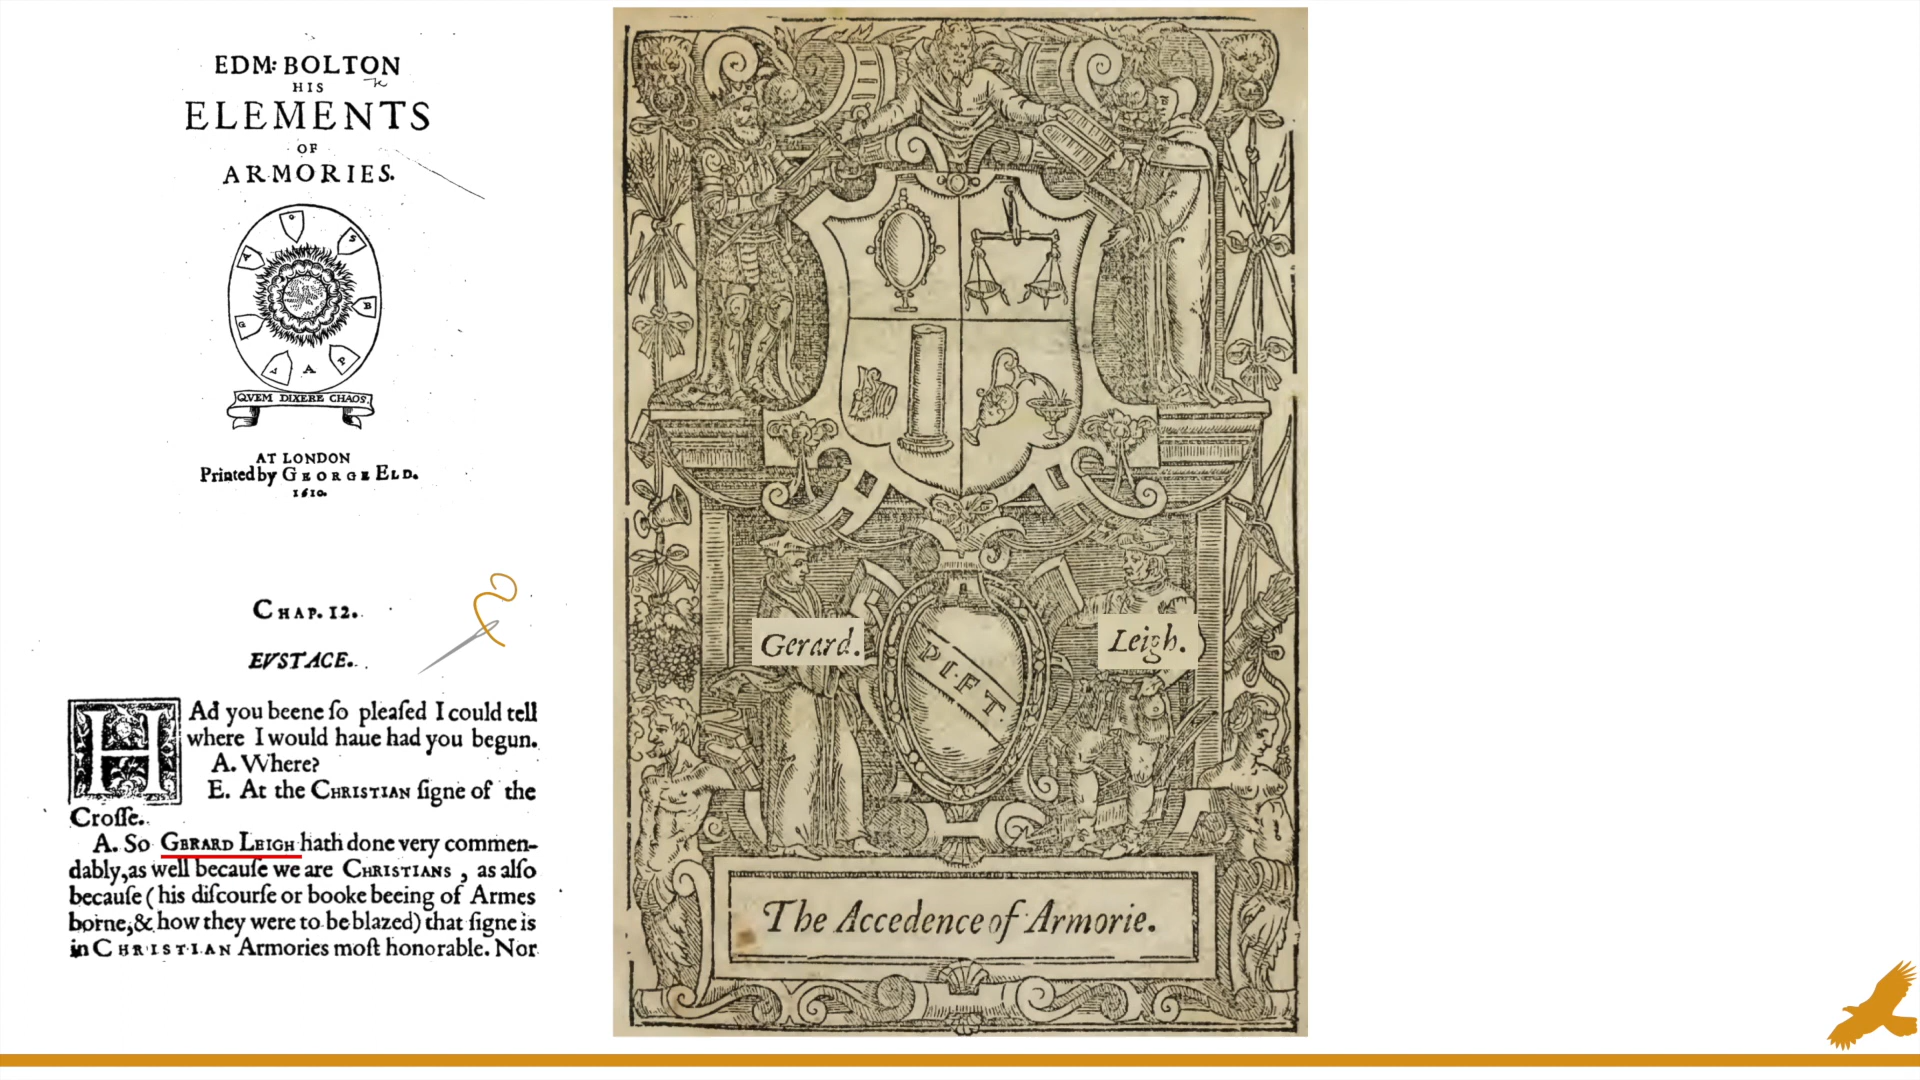 EDM: BOLTON
HIS
ELEMENTS
OF
ARMORIES.
O
S
A
B
G
P
A
QVEM DIXERE CHAOS.
AT LONDON
Printed by GEORGE ELD.
1610.
CHAP. 12.
EVSTACE.
HAd you beene ſo pleaſed I could tell
where I would haue had you begun.
A. Where?
E. At the CHRISTIAN ſigne of the
Croſſe.
A. So GERARD LEIGH hath done very commen-
dably, as well becauſe we are CHRISTIANS, as alſo
becauſe (his diſcourſe or booke beeing of Armes
borne, & how they were to be blazed) that ſigne is
in CHRISTIAN Armories moſt honorable. Nor
Gerard.
Leigh.
The Accedence of Armorie.